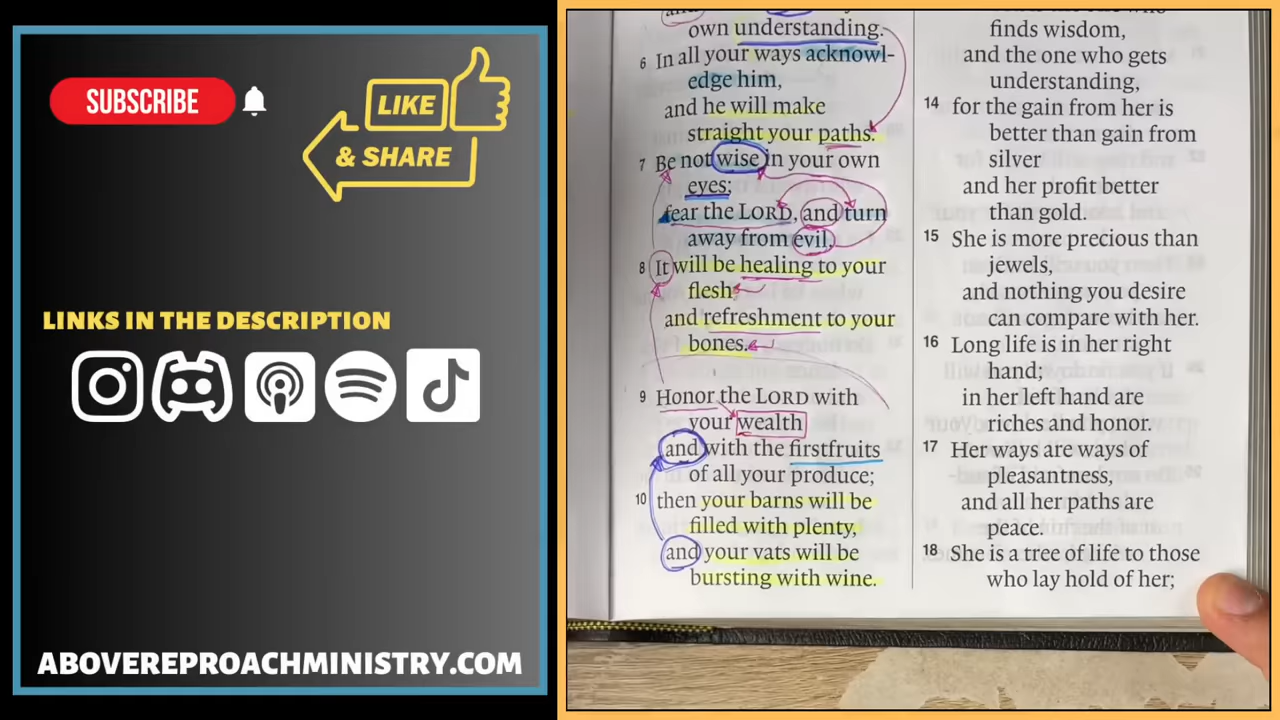 SUBSCRIBE
LIKE
& SHARE
LINKS IN THE DESCRIPTION
ABOVEREPROACHMINISTRY.COM
own understanding.
6 In all your ways acknowl-
edge him,
and he will make
straight your paths.
7 Be not wise in your own
eyes;
fear the LORD, and turn
away from evil.
8 It will be healing to your
flesh
and refreshment to your
bones.
9 Honor the LORD with
your wealth
and with the firstfruits
of all your produce;
10 then your barns will be
filled with plenty,
and your vats will be
bursting with wine.
finds wisdom,
and the one who gets
understanding,
14 for the gain from her is
better than gain from
silver
and her profit better
than gold.
15 She is more precious than
jewels,
and nothing you desire
can compare with her.
16 Long life is in her right
hand;
in her left hand are
riches and honor.
17 Her ways are ways of
pleasantness,
and all her paths are
peace.
18 She is a tree of life to those
who lay hold of her;